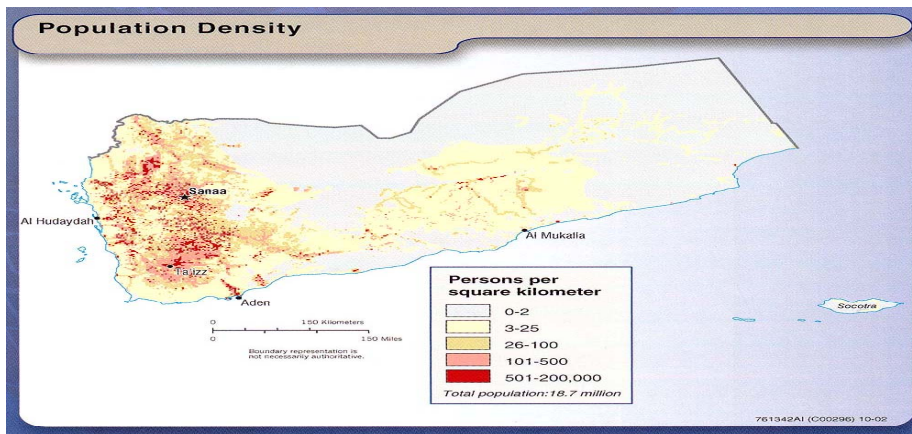 Population Density
Sanaa
Al Hudaydah
Al Mukalla
Ta'izz
Aden
Socotra
0 150 Kilometers
0 150 Miles
Boundary representation is
not necessarily authoritative.
Persons per
square kilometer
0-2
3-25
26-100
101-500
501-200,000
Total population:18.7 million
761342AI (C00296) 10-02